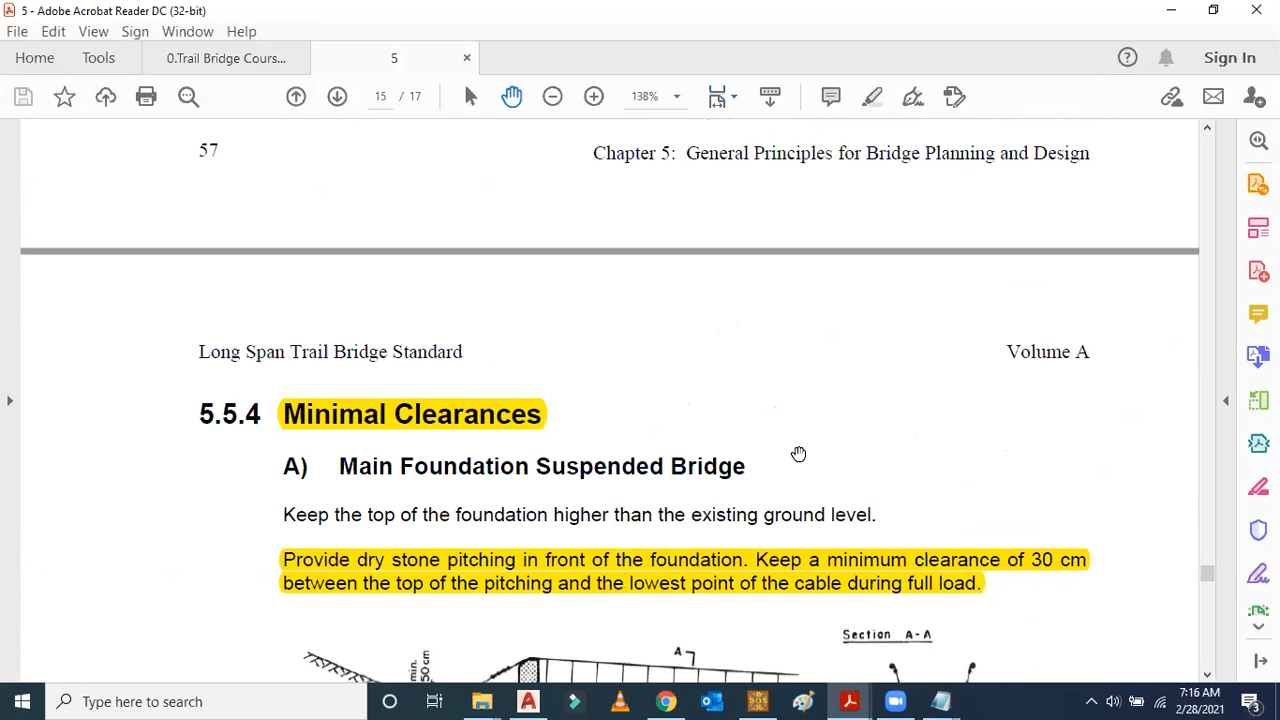 5 - Adobe Acrobat Reader DC (32-bit)
File Edit View Sign Window Help
Home Tools 0.Trail Bridge Cours... 5 × Sign In
15 / 17 138%
57 Chapter 5: General Principles for Bridge Planning and Design
Long Span Trail Bridge Standard Volume A
5.5.4 Minimal Clearances
A) Main Foundation Suspended Bridge
Keep the top of the foundation higher than the existing ground level.
Provide dry stone pitching in front of the foundation. Keep a minimum clearance of 30 cm
between the top of the pitching and the lowest point of the cable during full load.
Section A-A
A
min.
50 cm
Type here to search
7:16 AM
2/28/2021
3